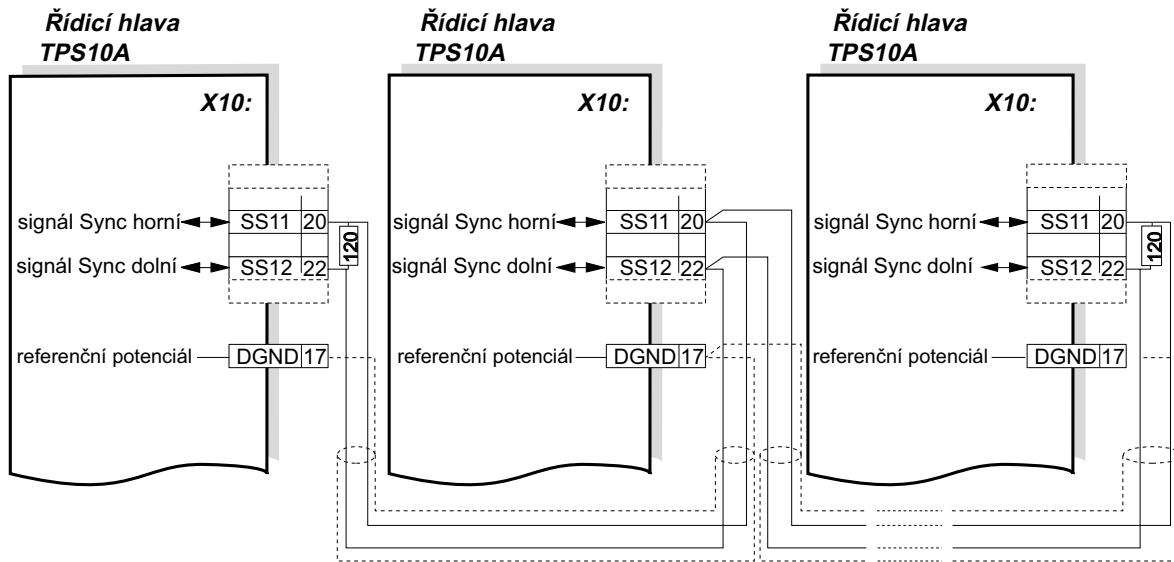 Řídicí hlava
TPS10A
X10:
signál Sync horní
SS11 20
120
signál Sync dolní
SS12 22
referenční potenciál
DGND 17
Řídicí hlava
TPS10A
X10:
signál Sync horní
SS11 20
signál Sync dolní
SS12 22
referenční potenciál
DGND 17
Řídicí hlava
TPS10A
X10:
signál Sync horní
SS11 20
120
signál Sync dolní
SS12 22
referenční potenciál
DGND 17